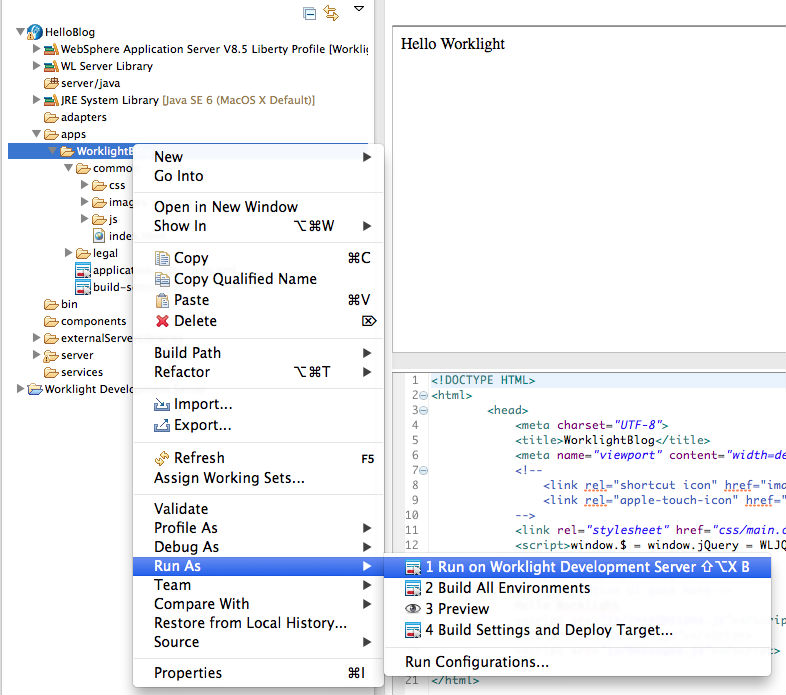 HelloBlog
WebSphere Application Server V8.5 Liberty Profile [Workli
WL Server Library
server/java
JRE System Library [Java SE 6 (MacOS X Default)]
adapters
apps
WorklightB
commo
css
imag
js
inde
legal
applicat
build-s
bin
components
externalServe
server
services
Worklight Develo
New
Go Into
Open in New Window
Show In ⌥⌘W
Copy ⌘C
Copy Qualified Name
Paste ⌘V
Delete ⌦
Build Path
Refactor ⌥⌘T
Import...
Export...
Refresh F5
Assign Working Sets...
Validate
Profile As
Debug As
Run As
Team
Compare With
Restore from Local History...
Source
Properties ⌘I
1 Run on Worklight Development Server ⇧⌥X B
2 Build All Environments
3 Preview
4 Build Settings and Deploy Target...
Run Configurations...
Hello Worklight
1 <!DOCTYPE HTML>
2 <html>
3 <head>
4 <meta charset="UTF-8">
5 <title>WorklightBlog</title>
6 <meta name="viewport" content="width=de
7 <!--
8 <link rel="shortcut icon" href="ima
9 <link rel="apple-touch-icon" href="
10 -->
11 <link rel="stylesheet" href="css/main.c
12 <script>window.$ = window.jQuery = WLJQ
21 </html>